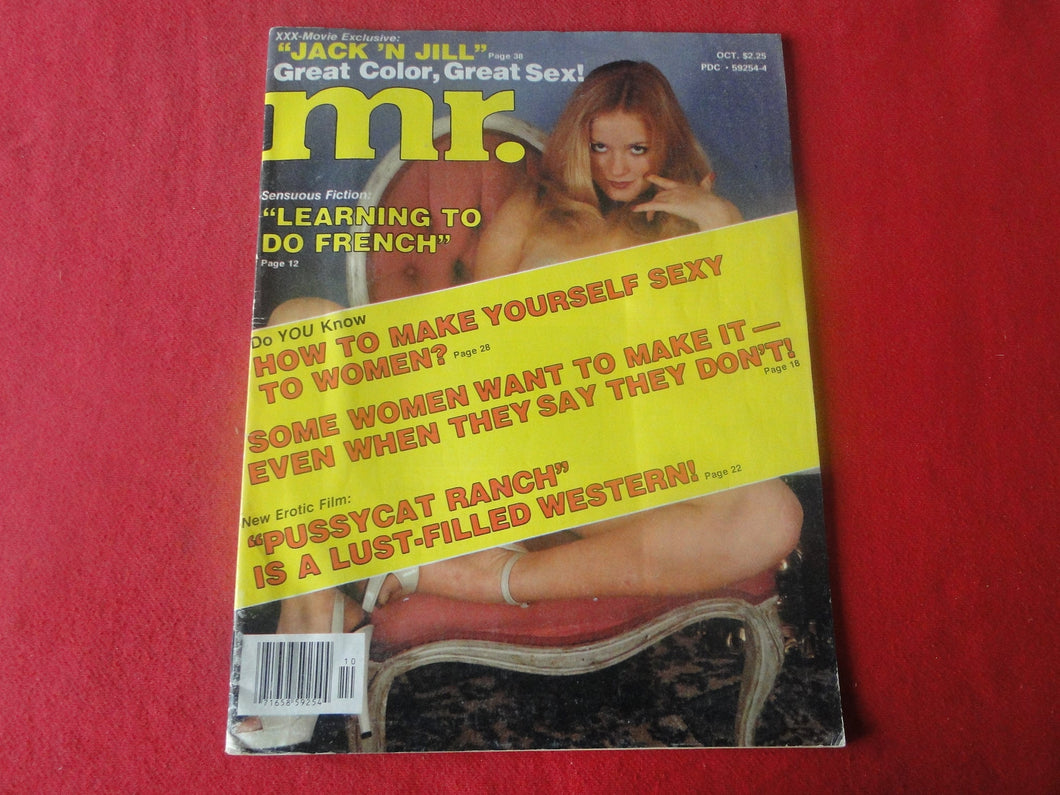 XXX-Movie Exclusive:
“JACK ’N JILL” Page 38
Great Color, Great Sex!
OCT. $2.25
PDC • 59254-4
mr.
Sensuous Fiction:
“LEARNING TO
DO FRENCH”
Page 12
Do YOU Know
HOW TO MAKE YOURSELF SEXY
TO WOMEN? Page 28
SOME WOMEN WANT TO MAKE IT—
EVEN WHEN THEY SAY THEY DON’T!
Page 18
New Erotic Film:
“PUSSYCAT RANCH”
IS A LUST-FILLED WESTERN! Page 22
10
71658 59254